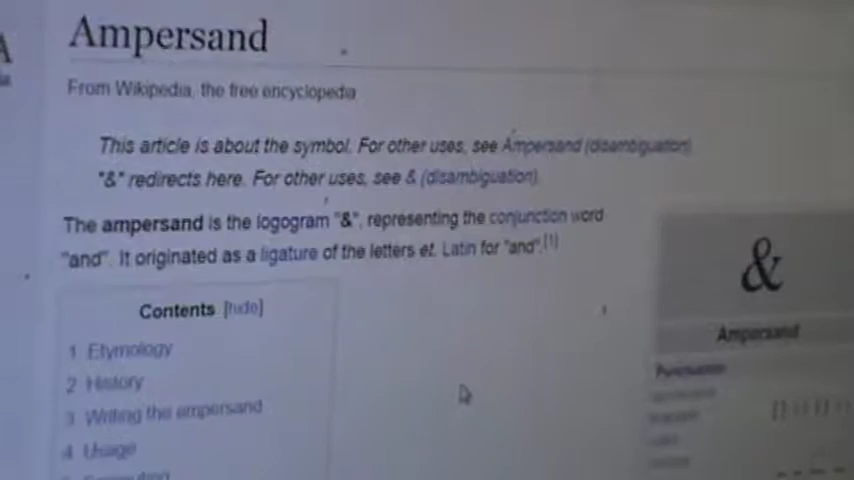 Ampersand
From Wikipedia, the free encyclopedia
This article is about the symbol. For other uses, see Ampersand (disambiguation).
"&" redirects here. For other uses, see & (disambiguation).
The ampersand is the logogram "&", representing the conjunction word
"and". It originated as a ligature of the letters et, Latin for "and".[1]
Contents [hide]
1 Etymology
2 History
3 Writing the ampersand
4 Usage
&
Ampersand
Punctuation